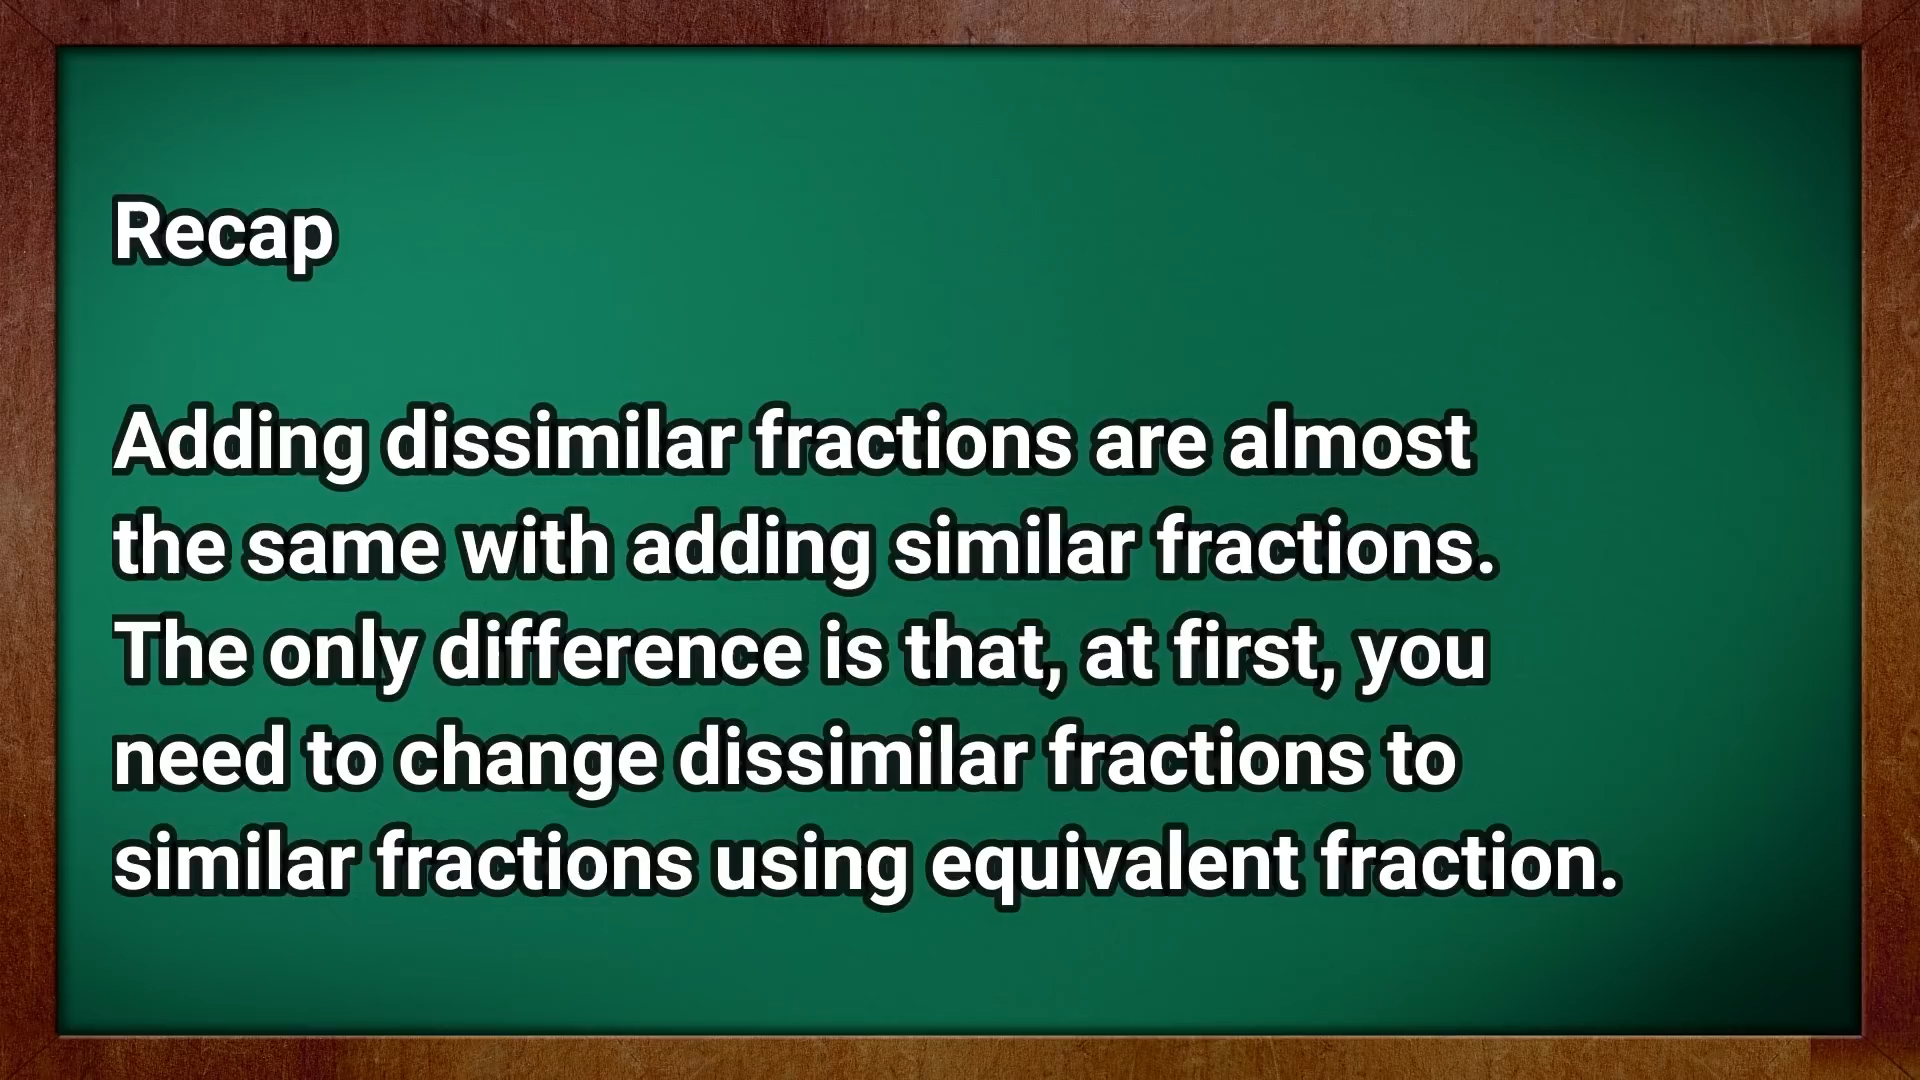 Recap
Adding dissimilar fractions are almost
the same with adding similar fractions.
The only difference is that, at first, you
need to change dissimilar fractions to
similar fractions using equivalent fraction.